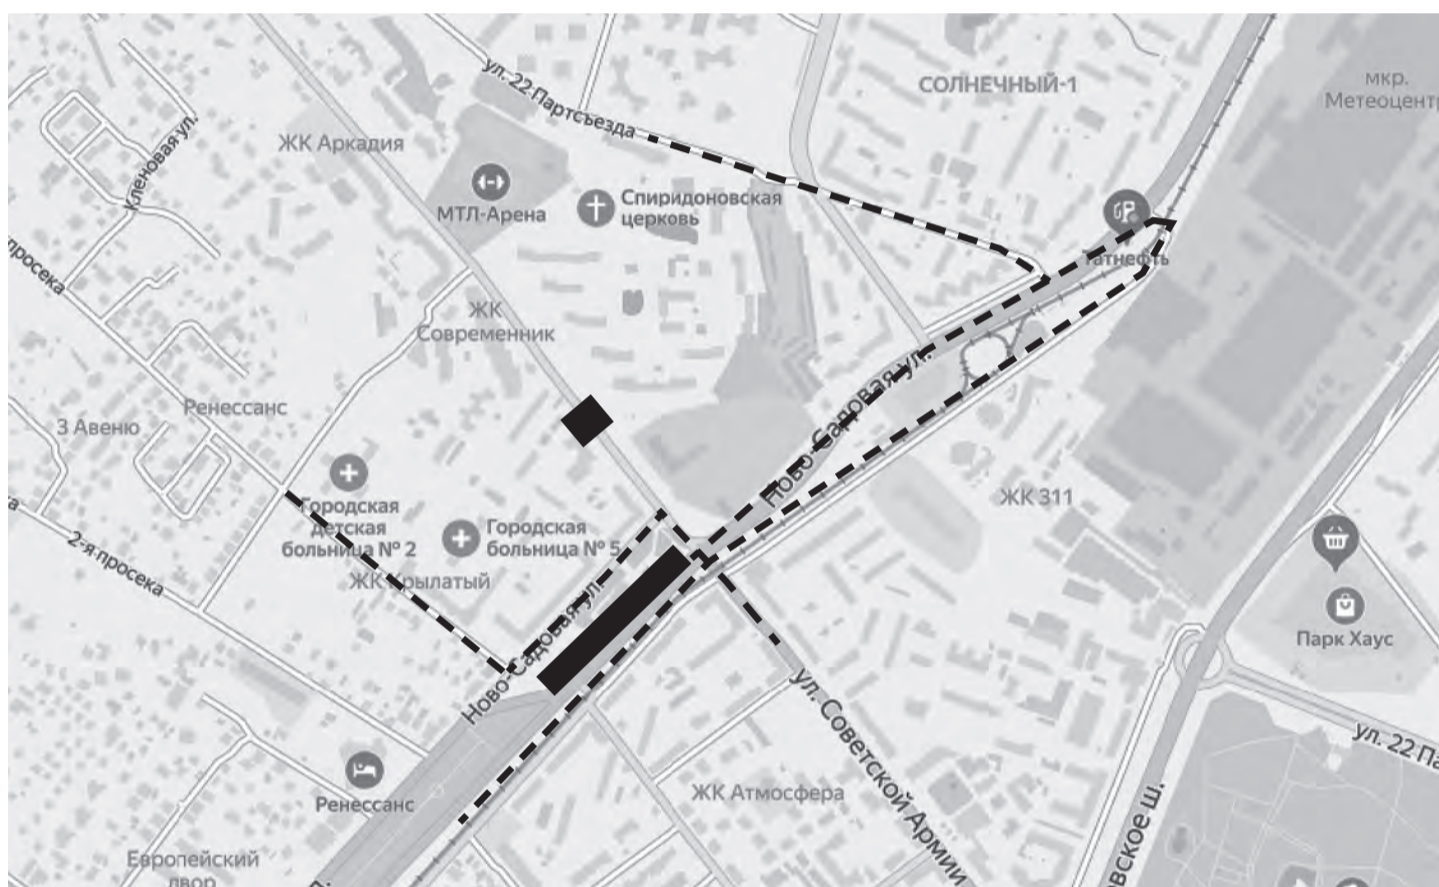 ул. 22 Партсъезда
СОЛНЕЧНЫЙ-1
мкр.
Метеоцентр
ЖК Аркадия
Кленовая ул.
МТЛ-Арена
Спиридоновская
церковь
просека
Татнефть
ЖК
Современник
Ренессанс
3 Авеню
Ново-Садовая ул.
Городская
детская
больница № 2
Городская
больница № 5
ЖК 311
2-я просека
ЖК Крылатый
Ново-Садовая ул.
Парк Хаус
ул. Советской Армии
ул. 22 Па
Ренессанс
ЖК Атмосфера
вское ш.
Европейский
двор